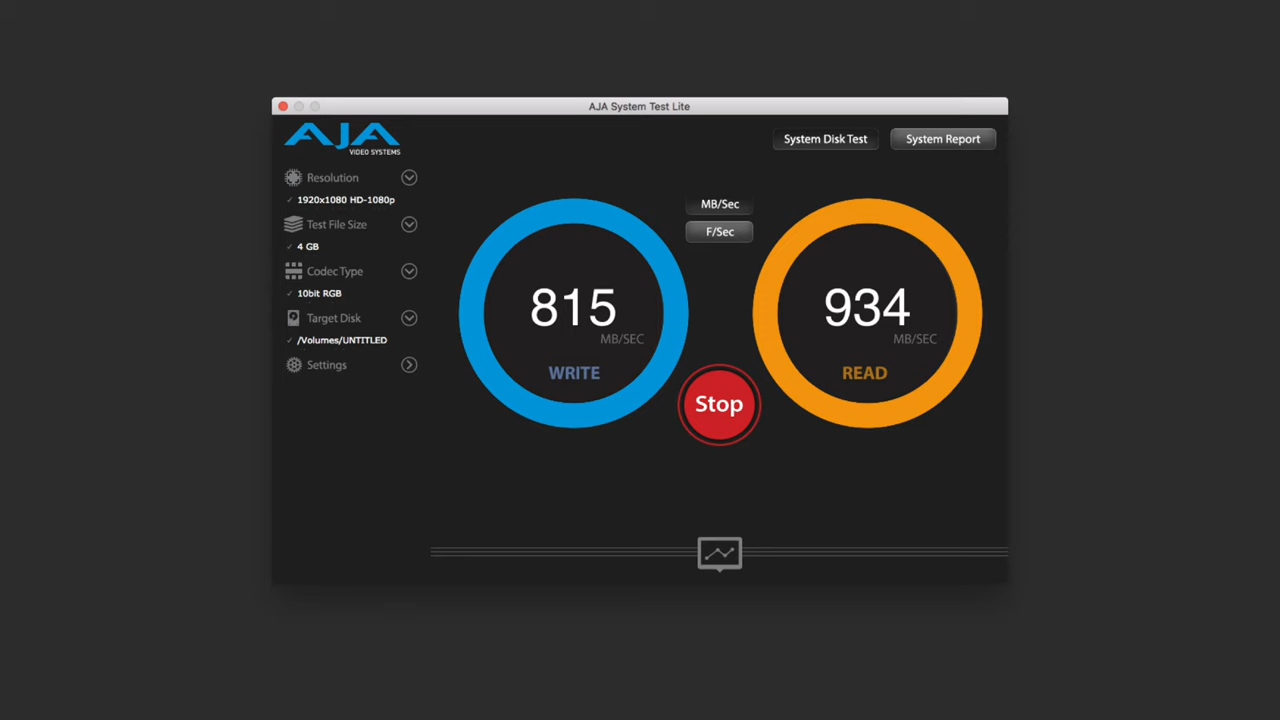 AJA System Test Lite
AJA
VIDEO SYSTEMS
System Disk Test
System Report
Resolution
1920x1080 HD-1080p
Test File Size
4 GB
Codec Type
10bit RGB
Target Disk
/Volumes/UNTITLED
Settings
MB/Sec
F/Sec
815
MB/SEC
WRITE
934
MB/SEC
READ
Stop